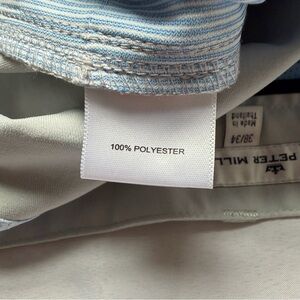 100% POLYESTER
PETER MILL
38/34
Made in
Thailand